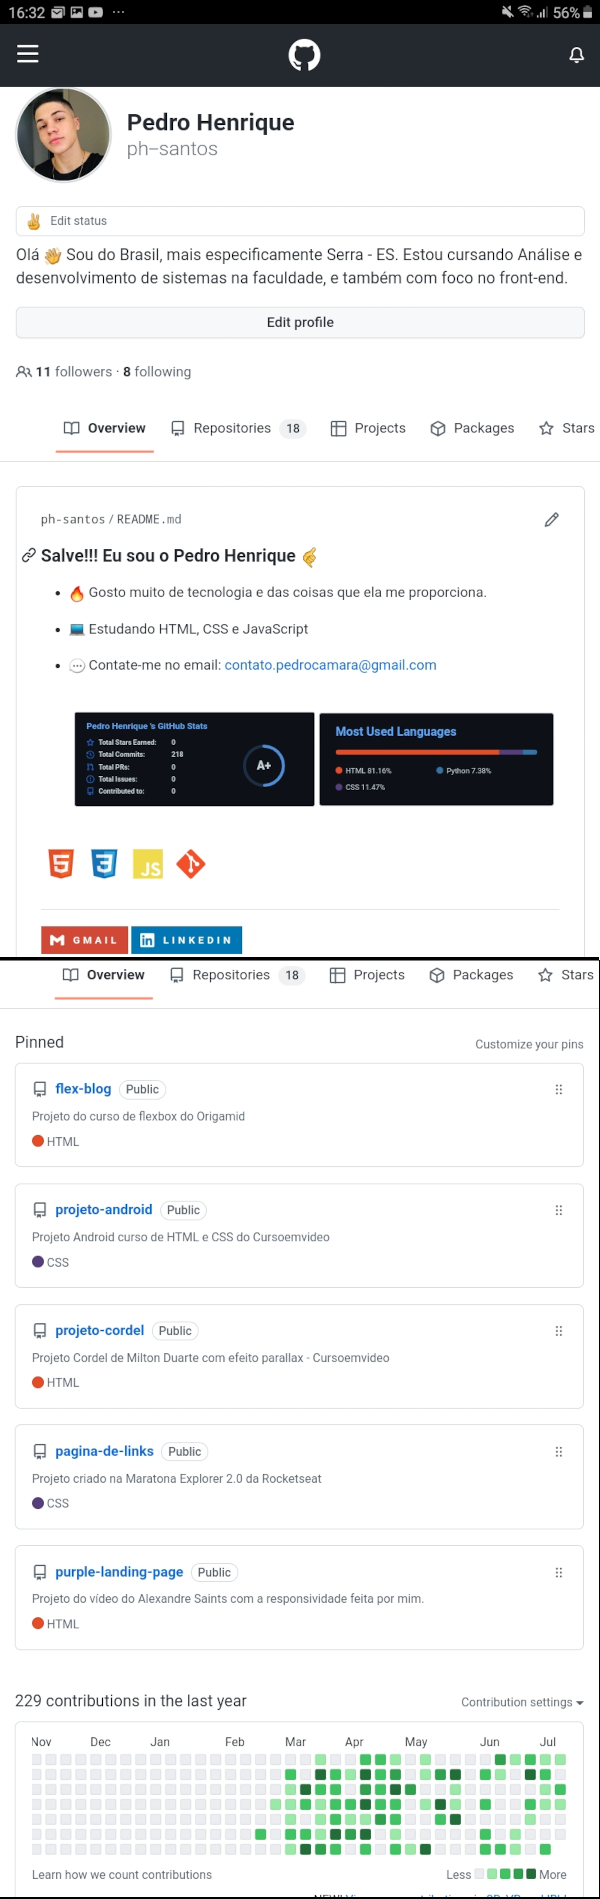 16:32 56%
Pedro Henrique
ph-santos
Edit status
Olá 👋 Sou do Brasil, mais especificamente Serra - ES. Estou cursando Análise e
desenvolvimento de sistemas na faculdade, e também com foco no front-end.
Edit profile
11 followers · 8 following
Overview Repositories 18 Projects Packages Stars
ph-santos / README.md
Salve!!! Eu sou o Pedro Henrique 🤙
• 🔥 Gosto muito de tecnologia e das coisas que ela me proporciona.
• 💻 Estudando HTML, CSS e JavaScript
• 💬 Contate-me no email: contato.pedrocamara@gmail.com
Pedro Henrique 's GitHub Stats
Total Stars Earned: 0
Total Commits: 218
Total PRs: 0
Total Issues: 0
Contributed to: 0
A+
Most Used Languages
HTML 81.16% Python 7.38%
CSS 11.47%
5 3 JS
GMAIL LINKEDIN
Overview Repositories 18 Projects Packages Stars
Pinned Customize your pins
flex-blog Public
Projeto do curso de flexbox do Origamid
HTML
projeto-android Public
Projeto Android curso de HTML e CSS do Cursoemvideo
CSS
projeto-cordel Public
Projeto Cordel de Milton Duarte com efeito parallax - Cursoemvideo
HTML
pagina-de-links Public
Projeto criado na Maratona Explorer 2.0 da Rocketseat
CSS
purple-landing-page Public
Projeto do vídeo do Alexandre Saints com a responsividade feita por mim.
HTML
229 contributions in the last year Contribution settings
Nov Dec Jan Feb Mar Apr May Jun Jul
Learn how we count contributions Less More